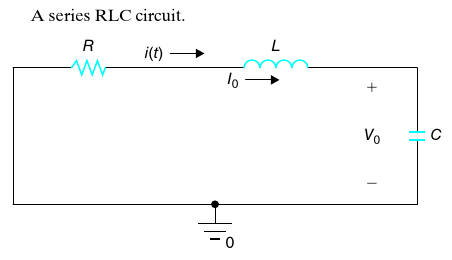 A series RLC circuit.
R
i(t)
L
I₀
+
V₀
C
−
0